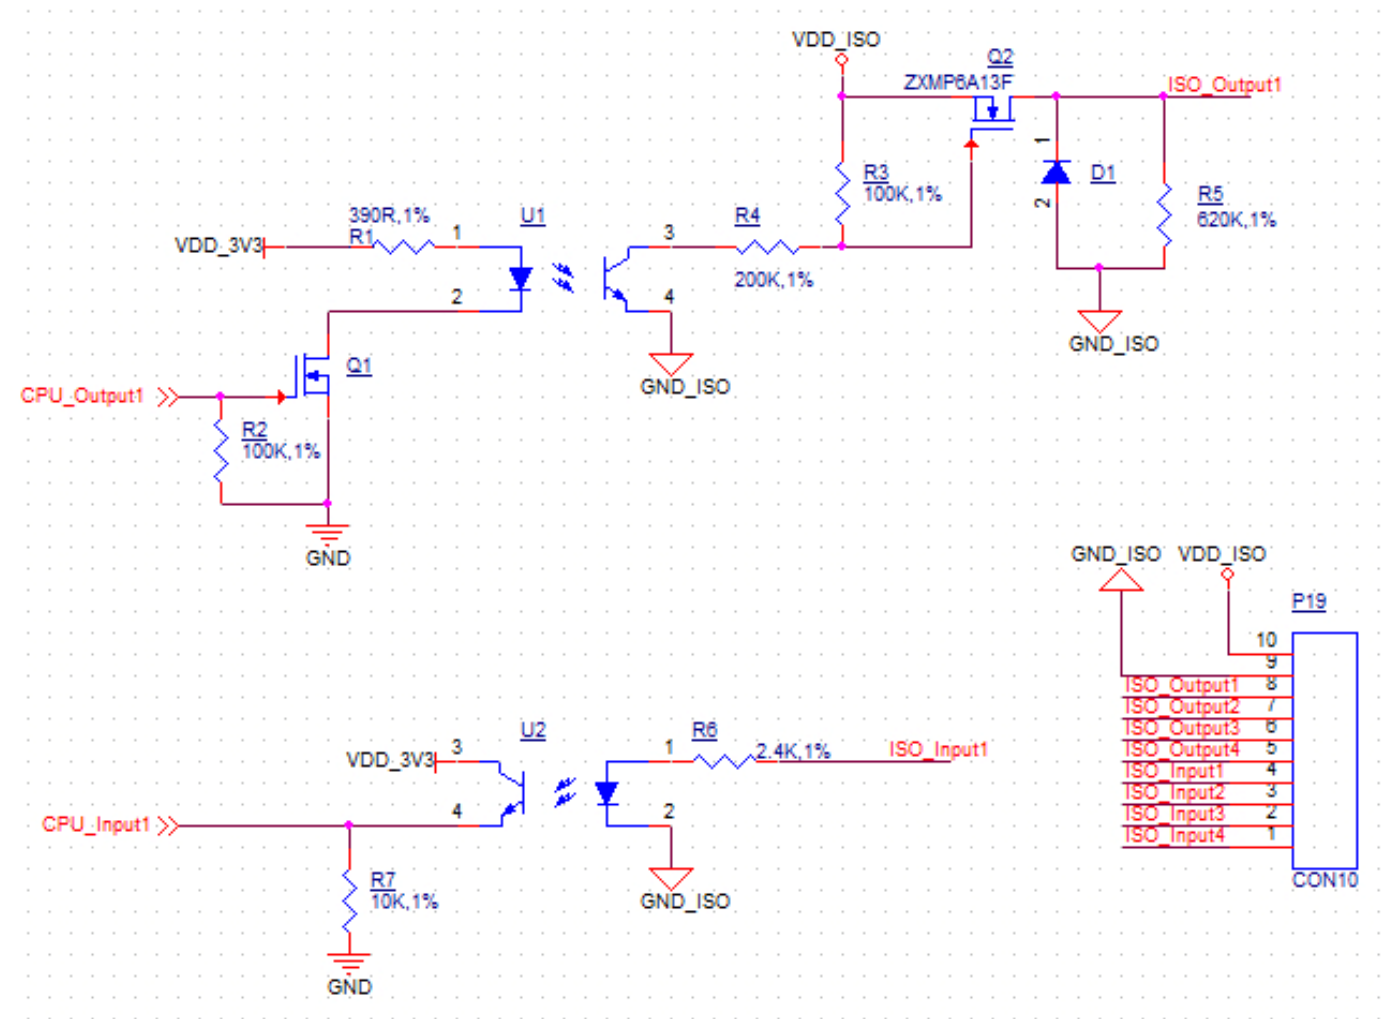 VDD_ISO
Q2
ZXMP6A13F
ISO_Output1
1
D1
2
R3
100K,1%
R5
620K,1%
390R,1%
R1
VDD_3V3
1
U1
3
R4
200K,1%
2
4
GND_ISO
GND_ISO
Q1
CPU_Output1
R2
100K,1%
GND
GND_ISO
VDD_ISO
P19
10
9
ISO_Output1 8
ISO_Output2 7
ISO_Output3 6
ISO_Output4 5
ISO_Input1 4
ISO_Input2 3
ISO_Input3 2
ISO_Input4 1
CON10
U2
VDD_3V3
3
1
R6
2.4K,1%
ISO_Input1
CPU_Input1
4
2
R7
10K,1%
GND_ISO
GND